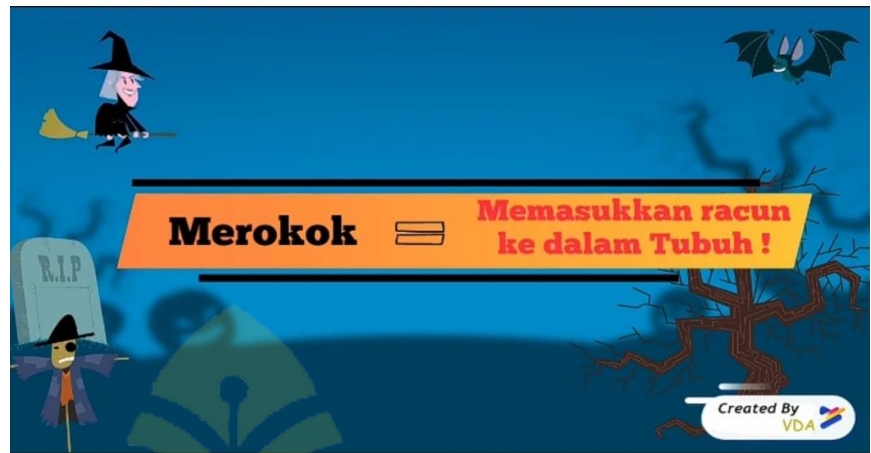 Merokok = Memasukkan racun
ke dalam Tubuh !
R.I.P
Created By
VDA